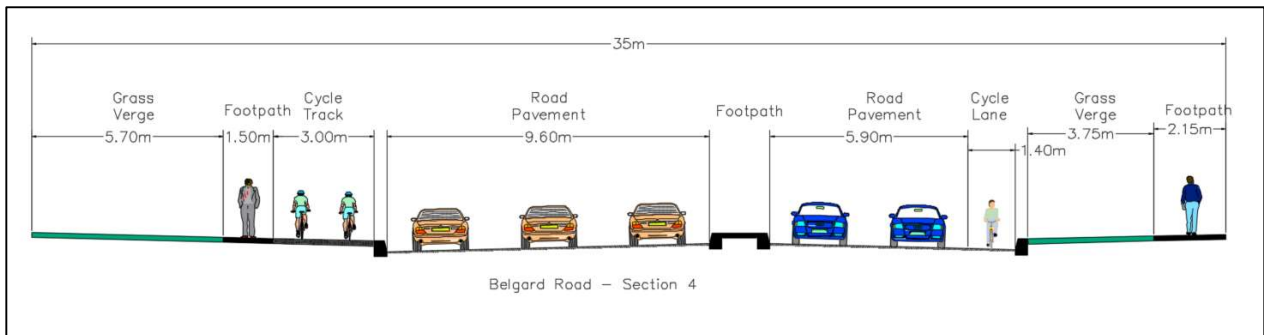 35m
Grass
Verge
5.70m
Footpath
1.50m
Cycle
Track
3.00m
Road
Pavement
9.60m
Footpath
Road
Pavement
5.90m
Cycle
Lane
1.40m
Grass
Verge
3.75m
Footpath
2.15m
Belgard Road – Section 4